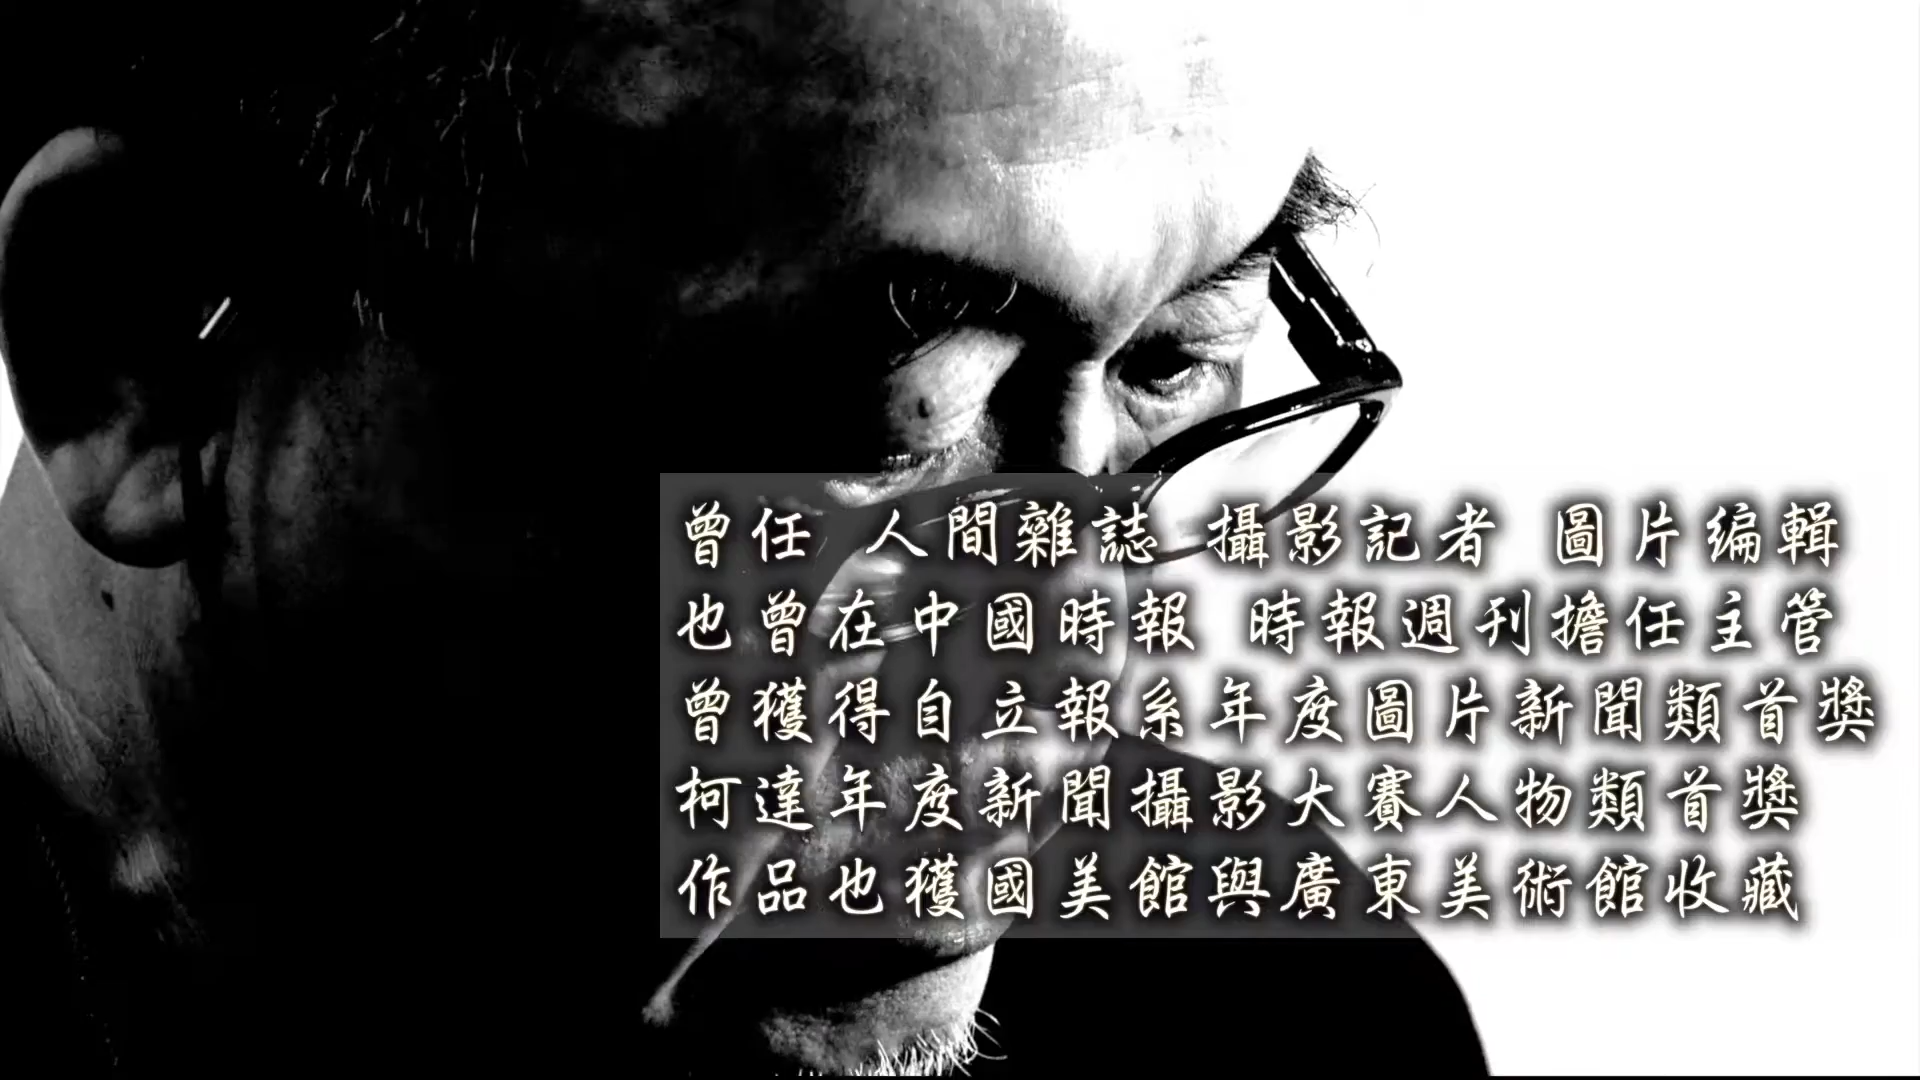 曾任 人間雜誌 攝影記者 圖片編輯
也曾在中國時報 時報週刊擔任主管
曾獲得自立報系年度圖片新聞類首獎
柯達年度新聞攝影大賽人物類首獎
作品也獲國美館與廣東美術館收藏